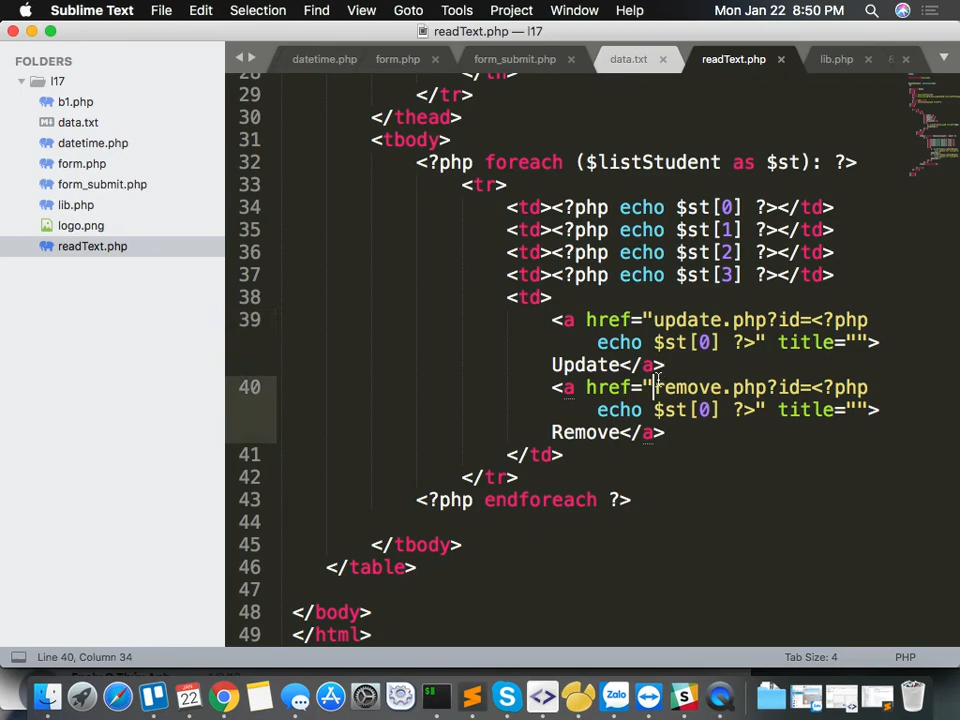 Sublime Text File Edit Selection Find View Goto Tools Project Window Help Mon Jan 22 8:50 PM
readText.php — l17
FOLDERS
l17
b1.php
data.txt
datetime.php
form.php
form_submit.php
lib.php
logo.png
readText.php
datetime.php form.php form_submit.php data.txt readText.php lib.php
29 </tr>
30 </thead>
31 <tbody>
32 <?php foreach ($listStudent as $st): ?>
33 <tr>
34 <td><?php echo $st[0] ?></td>
35 <td><?php echo $st[1] ?></td>
36 <td><?php echo $st[2] ?></td>
37 <td><?php echo $st[3] ?></td>
38 <td>
39 <a href="update.php?id=<?php
echo $st[0] ?>" title="">
Update</a>
40 <a href="remove.php?id=<?php
echo $st[0] ?>" title="">
Remove</a>
41 </td>
42 </tr>
43 <?php endforeach ?>
44
45 </tbody>
46 </table>
47
48 </body>
49 </html>
Line 40, Column 34 Tab Size: 4 PHP
JAN
22
Zalo